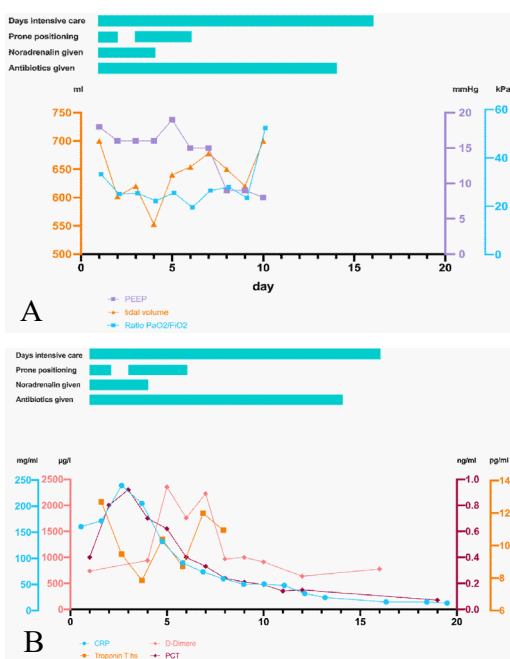 Days intensive care
Prone positioning
Noradrenalin given
Antibiotics given
ml mmHg kPa
750 20 60
700 15 40
650 10
600 20
550 5
500 0 0
0 5 10 15 20
day
PEEP
tidal volume
Ratio PaO2/FiO2
A
Days intensive care
Prone positioning
Noradrenalin given
Antibiotics given
mg/ml µg/l ng/ml pg/ml
250 2500 1.0 14
200 2000 0.8 12
150 1500 0.6
100 1000 0.4 10
50 500 0.2 8
0 0 0.0 6
0 5 10 15 20
CRP D-Dimere
Troponin T hs PCT
B